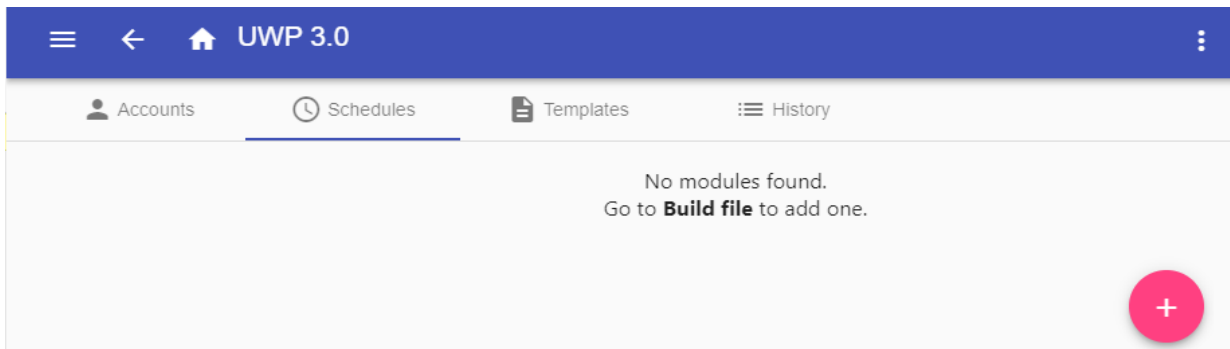 UWP 3.0
Accounts Schedules Templates History
No modules found.
Go to Build file to add one.